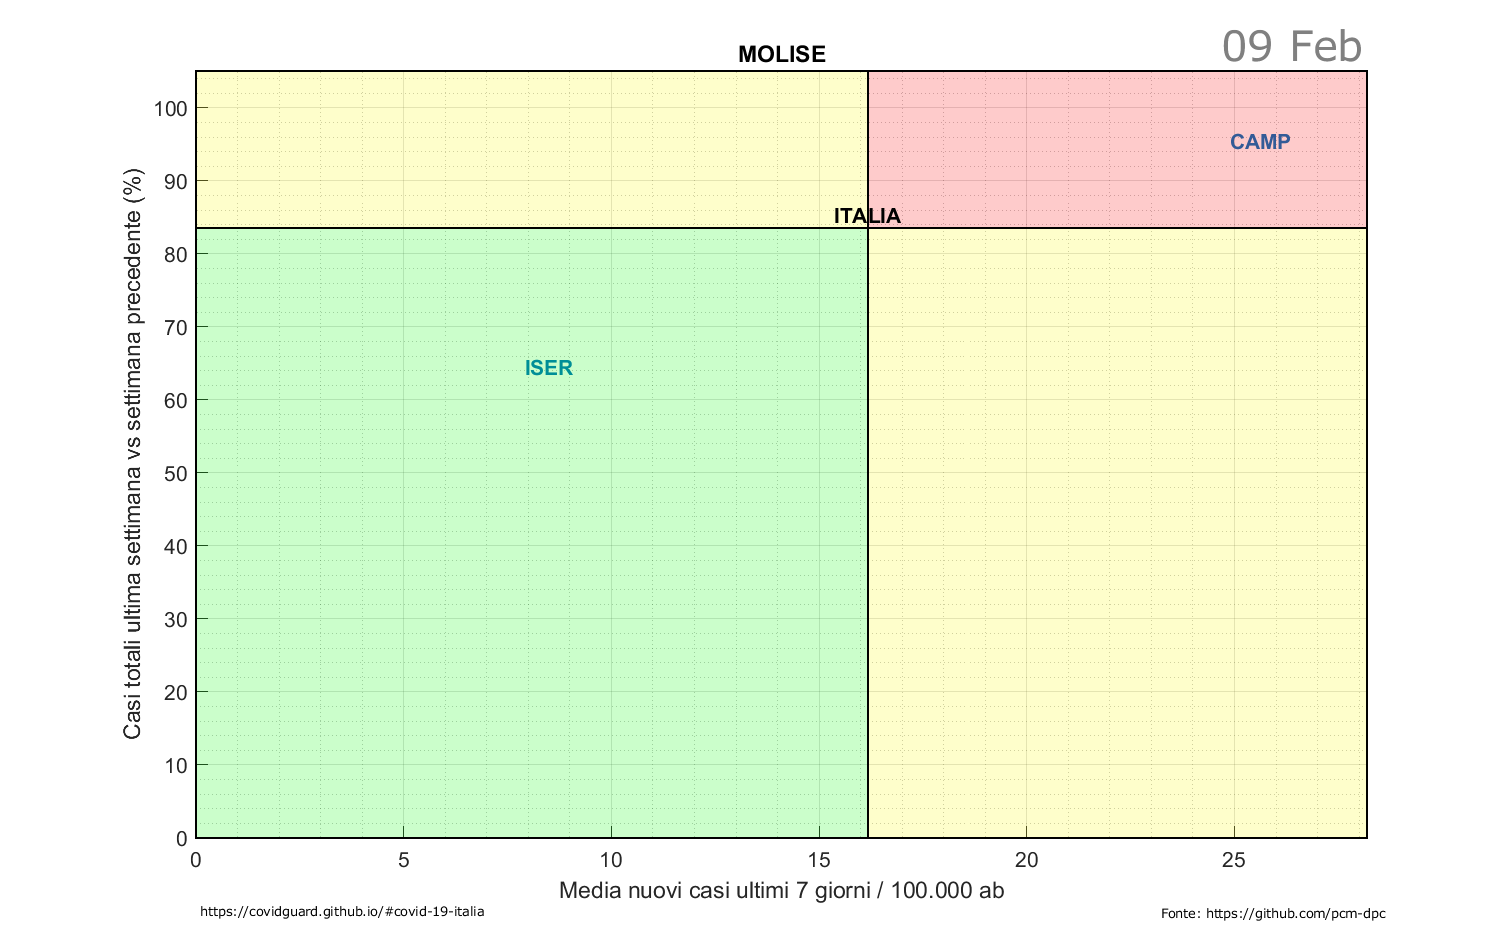 09 Feb
MOLISE
Casi totali ultima settimana vs settimana precedente (%)
100
90
80
70
60
50
40
30
20
10
0
CAMP
ITALIA
ISER
0 5 10 15 20 25
Media nuovi casi ultimi 7 giorni / 100.000 ab
https://covidguard.github.io/#covid-19-italia
Fonte: https://github.com/pcm-dpc